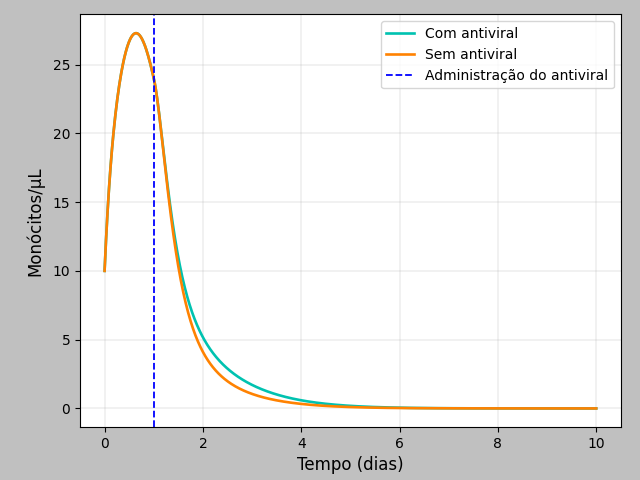 Com antiviral
Sem antiviral
Administração do antiviral
Monócitos/μL
25
20
15
10
5
0
0 2 4 6 8 10
Tempo (dias)